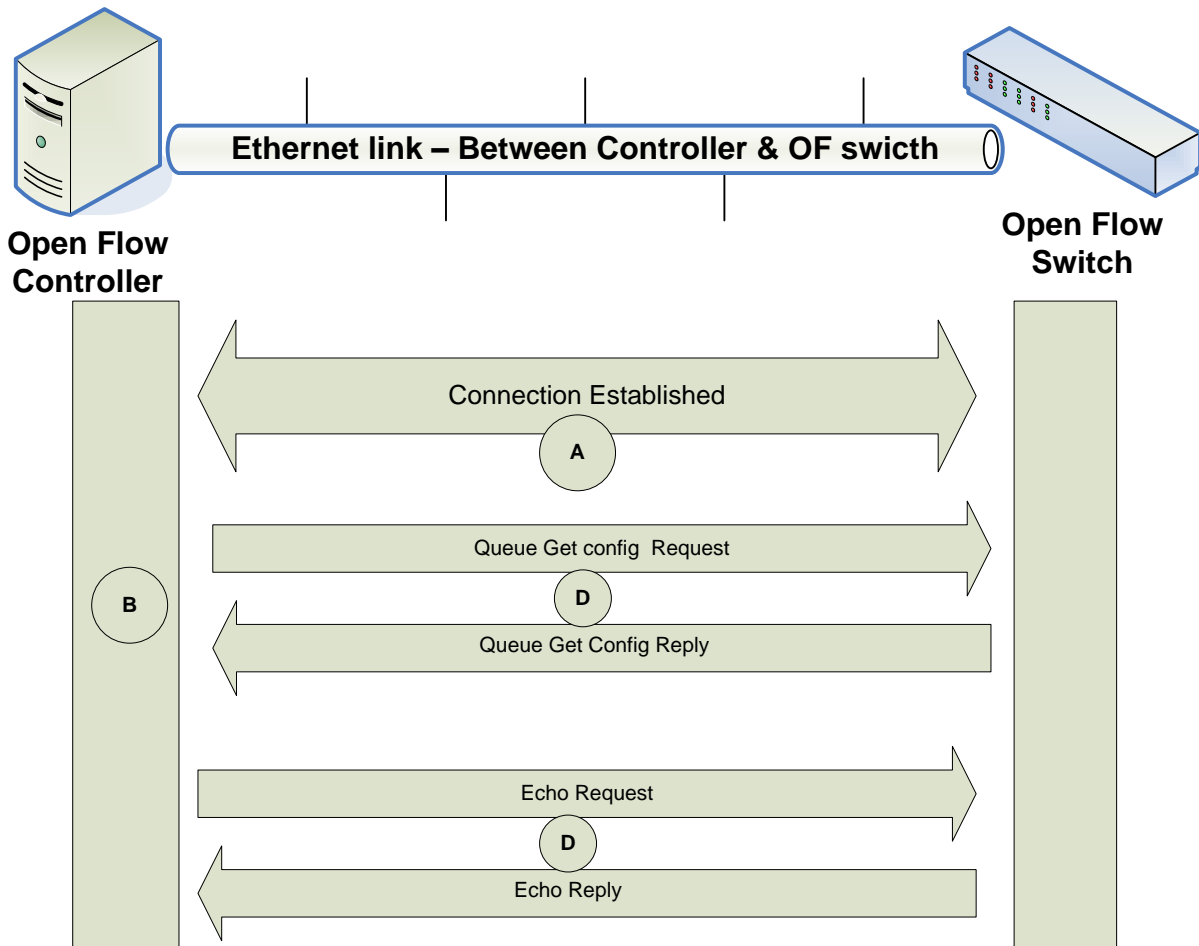 Ethernet link – Between Controller & OF swicth
Open Flow
Controller
Open Flow
Switch
Connection Established
A
Queue Get config Request
D
B
Queue Get Config Reply
Echo Request
D
Echo Reply